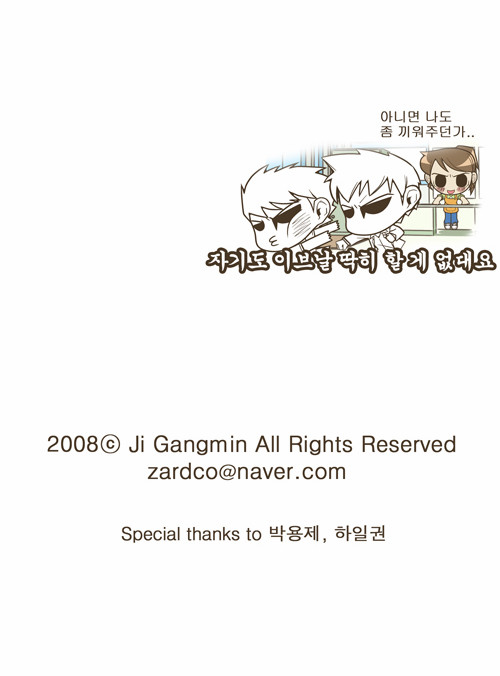 아니면 나도
좀 끼워주던가..
자기도 이브날 딱히 할 게 없대요
2008ⓒ Ji Gangmin All Rights Reserved
zardco@naver.com
Special thanks to 박용제, 하일권